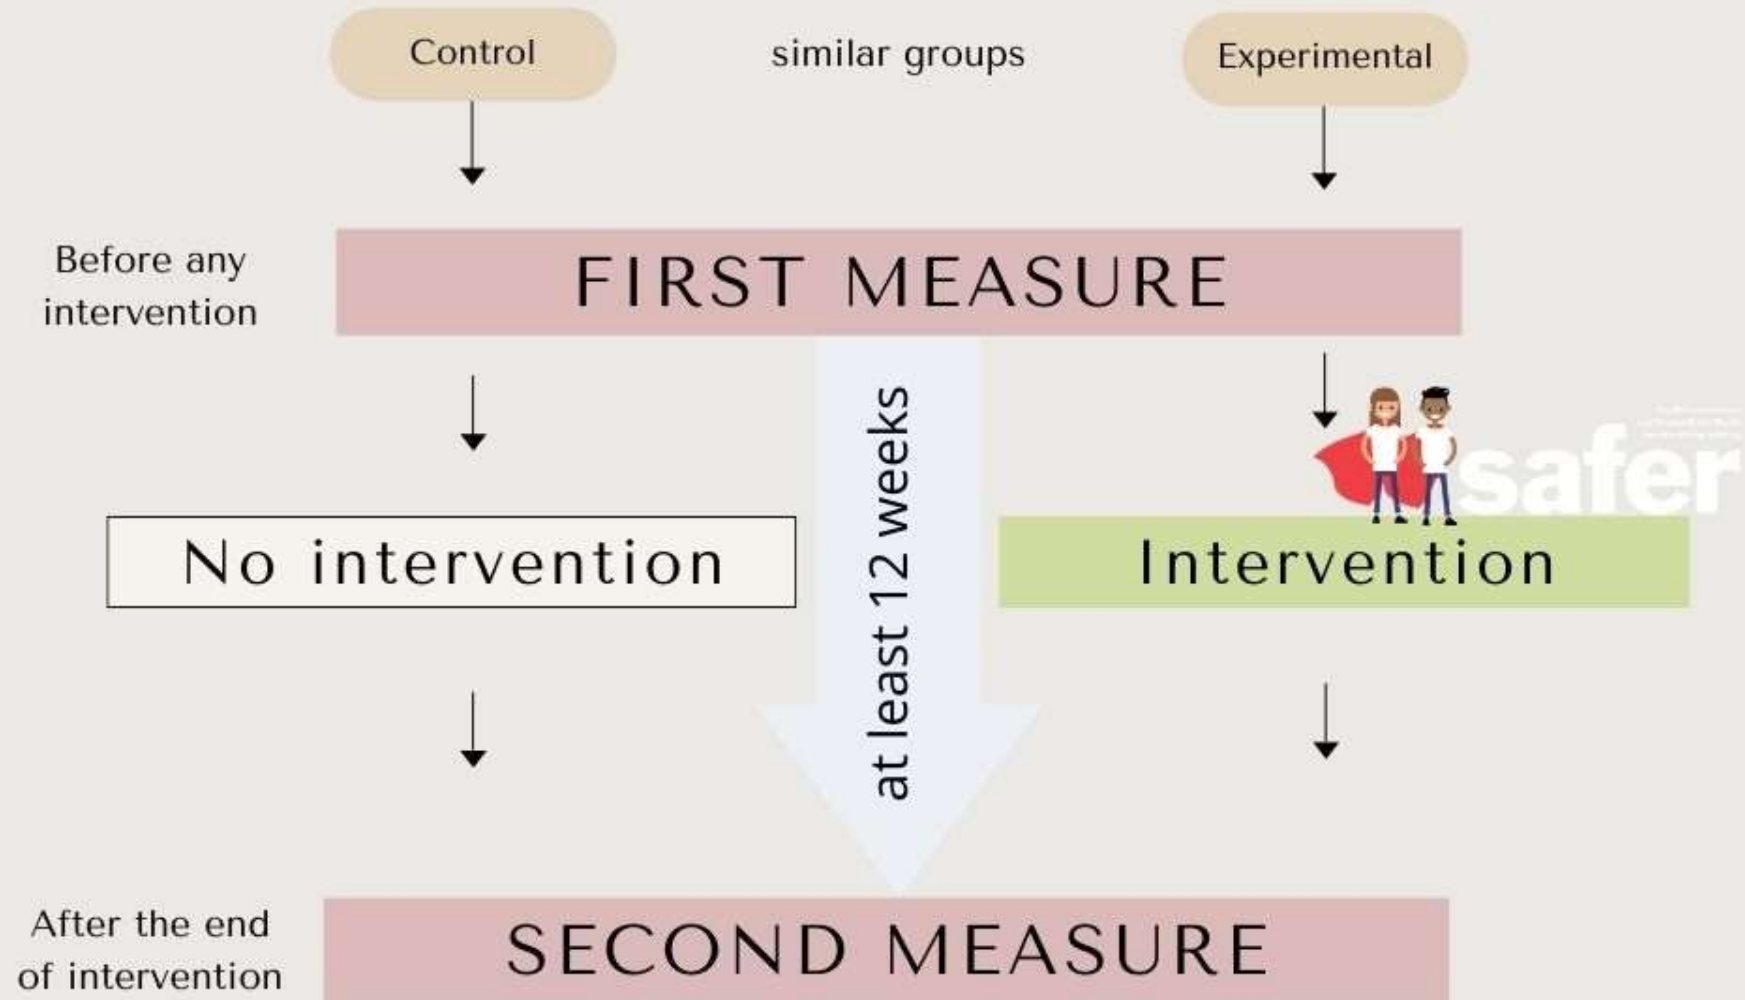 Control
similar groups
Experimental
Before any
intervention
FIRST MEASURE
at least 12 weeks
safer
No intervention
Intervention
After the end
of intervention
SECOND MEASURE